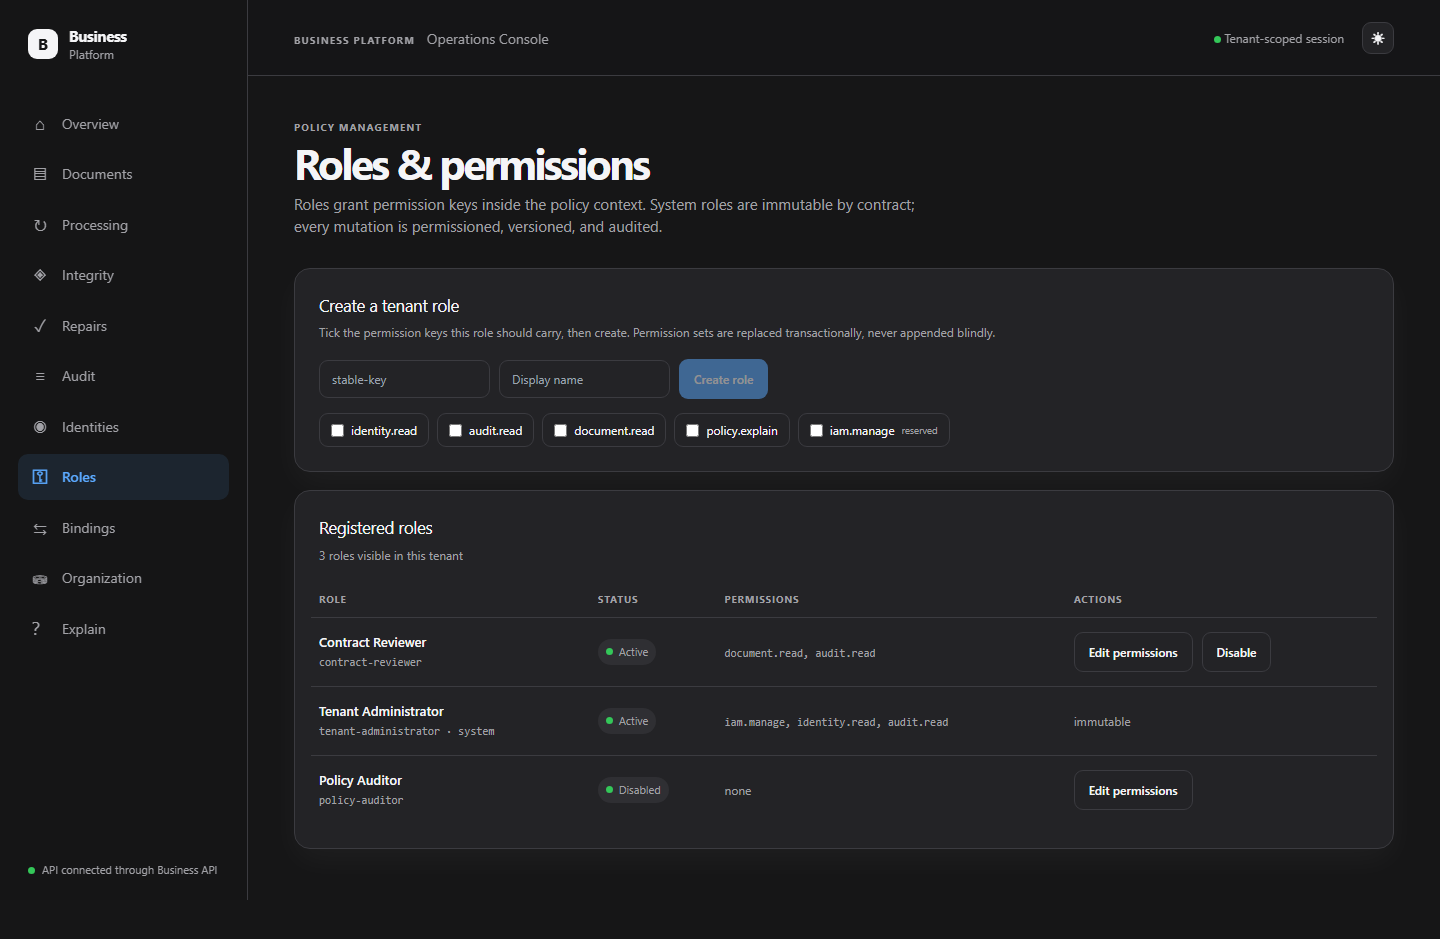 B
Business
Platform
Overview
Documents
Processing
Integrity
Repairs
Audit
Identities
Roles
Bindings
Organization
? Explain
API connected through Business API
BUSINESS PLATFORM Operations Console
Tenant-scoped session
POLICY MANAGEMENT
Roles & permissions
Roles grant permission keys inside the policy context. System roles are immutable by contract;
every mutation is permissioned, versioned, and audited.
Create a tenant role
Tick the permission keys this role should carry, then create. Permission sets are replaced transactionally, never appended blindly.
stable-key Display name Create role
identity.read audit.read document.read policy.explain iam.manage reserved
Registered roles
3 roles visible in this tenant
ROLE STATUS PERMISSIONS ACTIONS
Contract Reviewer
contract-reviewer
Active
document.read, audit.read
Edit permissions Disable
Tenant Administrator
tenant-administrator · system
Active
iam.manage, identity.read, audit.read
immutable
Policy Auditor
policy-auditor
Disabled
none
Edit permissions